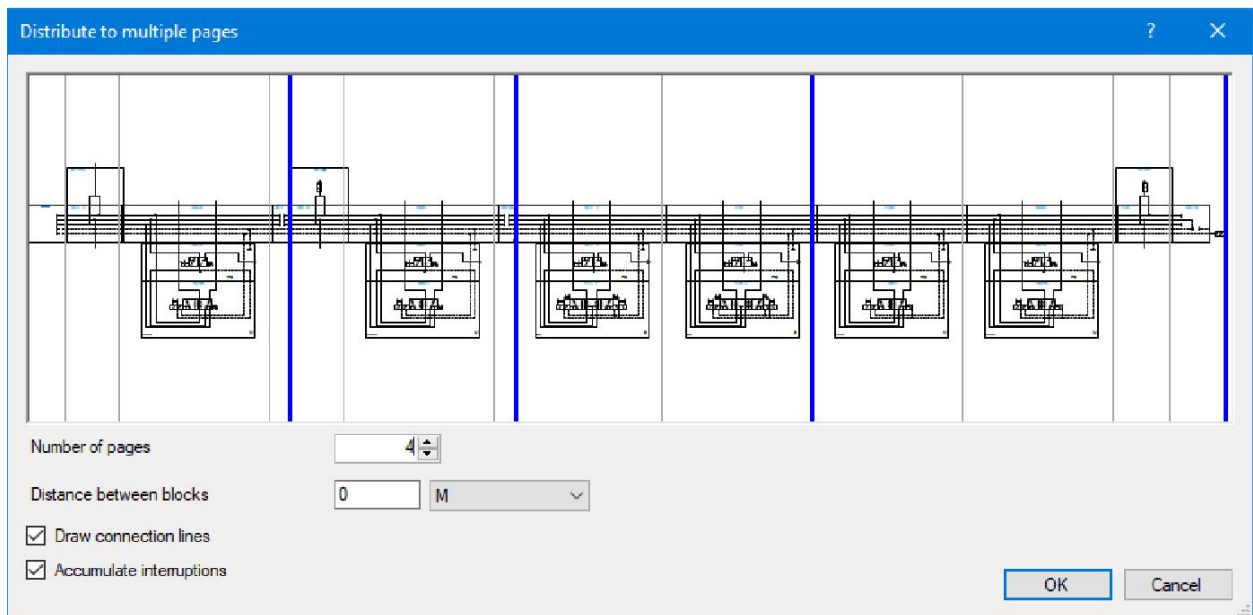 Distribute to multiple pages ?
Number of pages 4
Distance between blocks 0 M
Draw connection lines
Accumulate interruptions
OK Cancel